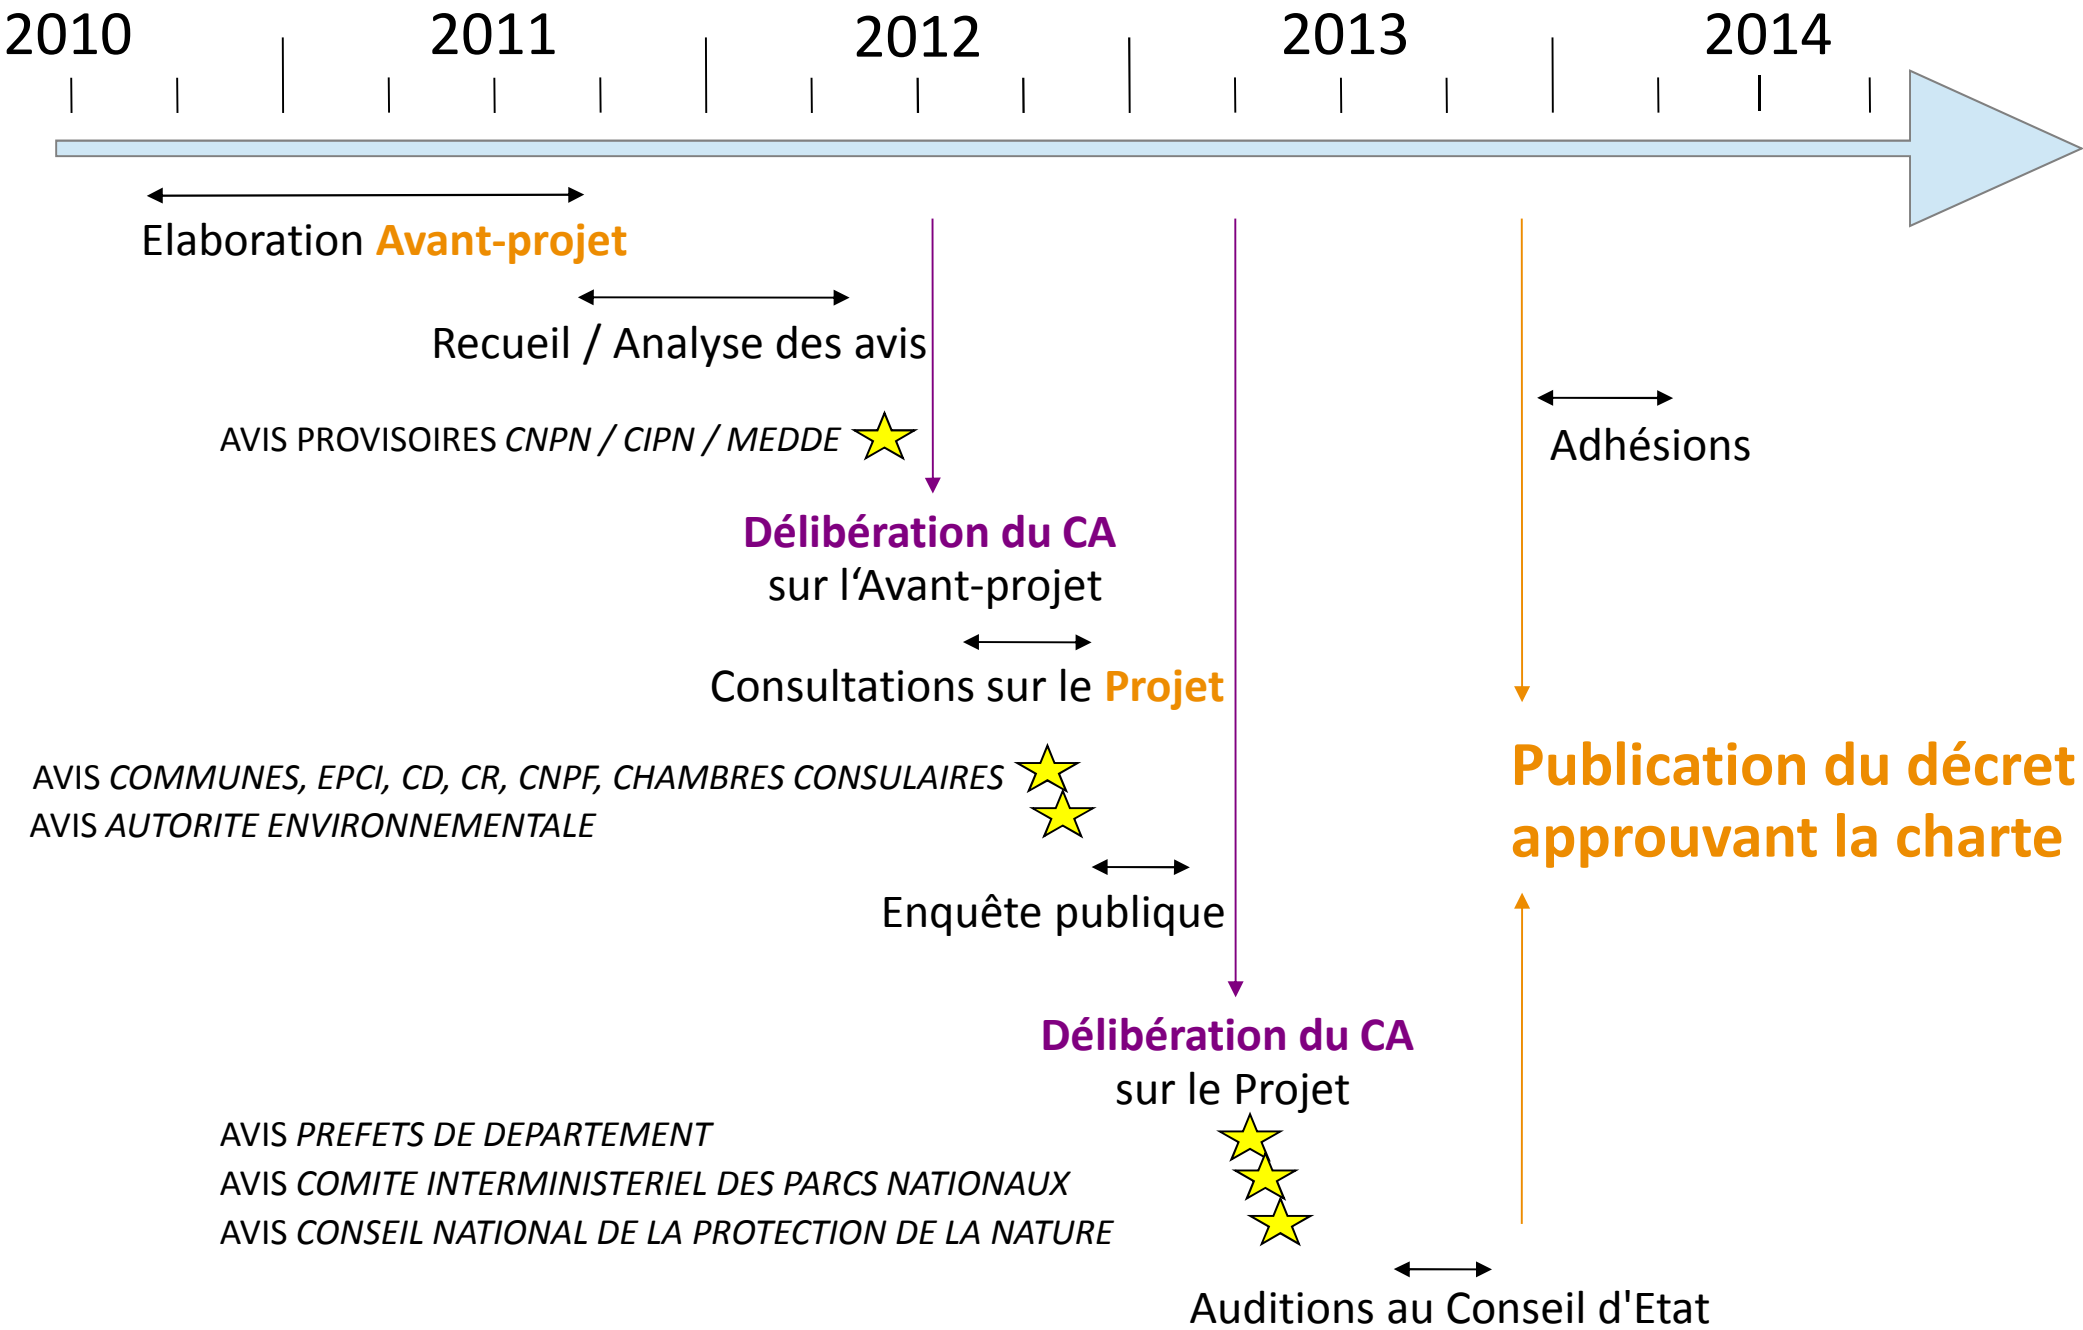 2010 2011 2012 2013 2014
Elaboration Avant-projet
Recueil / Analyse des avis
AVIS PROVISOIRES CNPN / CIPN / MEDDE
Adhésions
Délibération du CA
sur l‘Avant-projet
Consultations sur le Projet
Publication du décret
approuvant la charte
AVIS COMMUNES, EPCI, CD, CR, CNPF, CHAMBRES CONSULAIRES
AVIS AUTORITE ENVIRONNEMENTALE
Enquête publique
Délibération du CA
sur le Projet
AVIS PREFETS DE DEPARTEMENT
AVIS COMITE INTERMINISTERIEL DES PARCS NATIONAUX
AVIS CONSEIL NATIONAL DE LA PROTECTION DE LA NATURE
Auditions au Conseil d'Etat